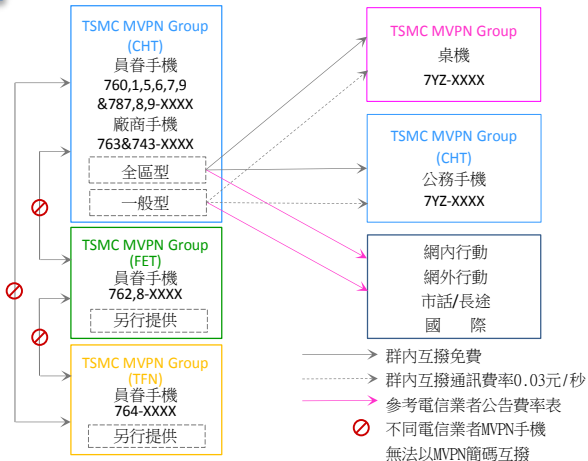 TSMC MVPN Group
(CHT)
員眷手機
760,1,5,6,7,9
&787,8,9-XXXX
廠商手機
763&743-XXXX
全區型
一般型
TSMC MVPN Group
(FET)
員眷手機
762,8-XXXX
另行提供
TSMC MVPN Group
(TFN)
員眷手機
764-XXXX
另行提供
TSMC MVPN Group
桌機
7YZ-XXXX
TSMC MVPN Group
(CHT)
公務手機
7YZ-XXXX
網內行動
網外行動
市話/長途
國 際
群內互撥免費
群內互撥通訊費率0.03元/秒
參考電信業者公告費率表
不同電信業者MVPN手機
無法以MVPN簡碼互撥